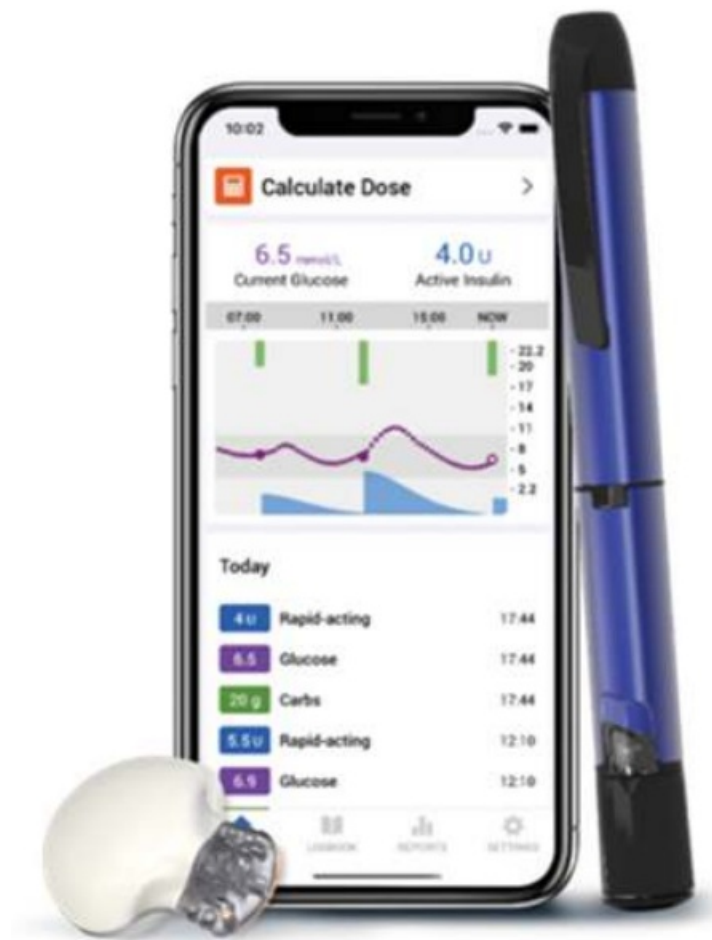 10:02
Calculate Dose
6.5 mmol/L 4.0 U
Current Glucose Active Insulin
07:00 11:00 15:00 NOW
22.2
20
17
14
11
8
5
2.2
Today
4 U Rapid-acting 17:44
6.5 Glucose 17:44
20 g Carbs 17:44
5.5 U Rapid-acting 12:10
6.9 Glucose 12:10
LOGBOOK REPORTS SETTINGS